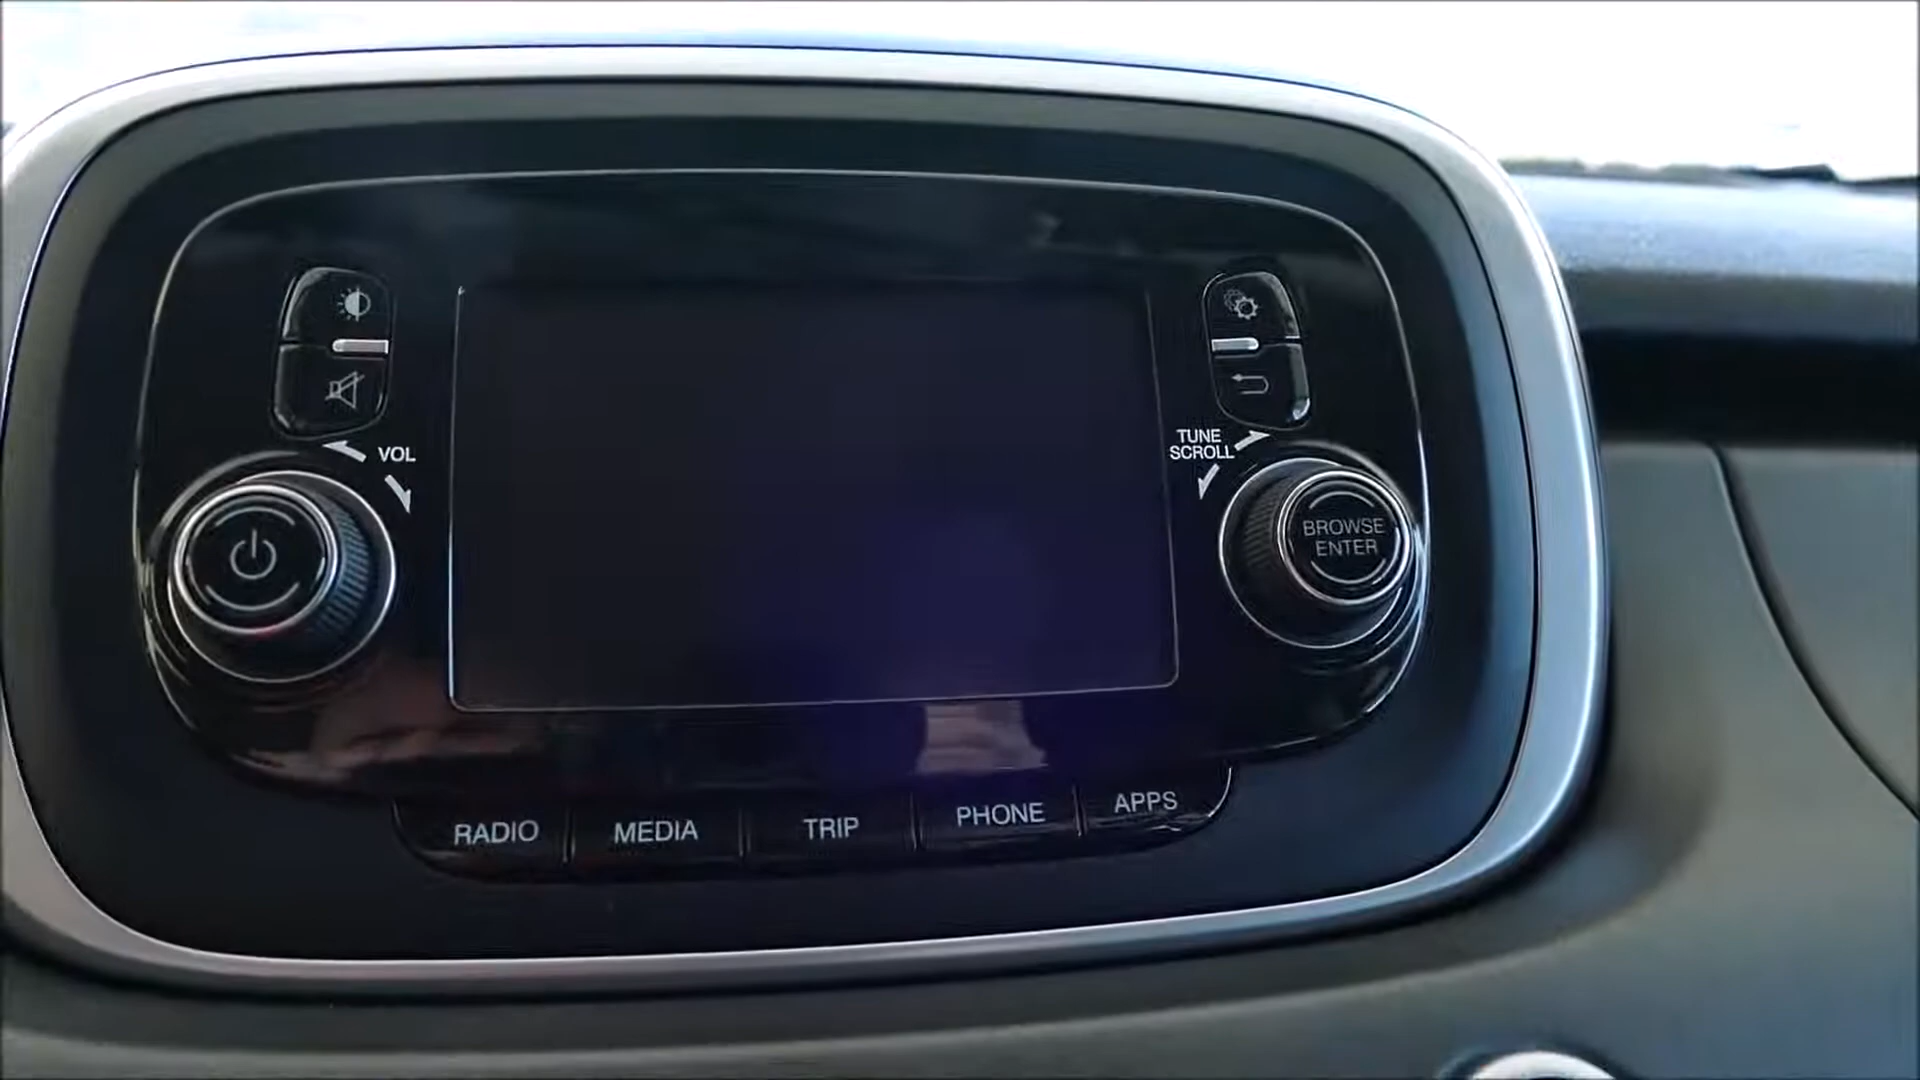 VOL
TUNE
SCROLL
BROWSE
ENTER
RADIO
MEDIA
TRIP
PHONE
APPS